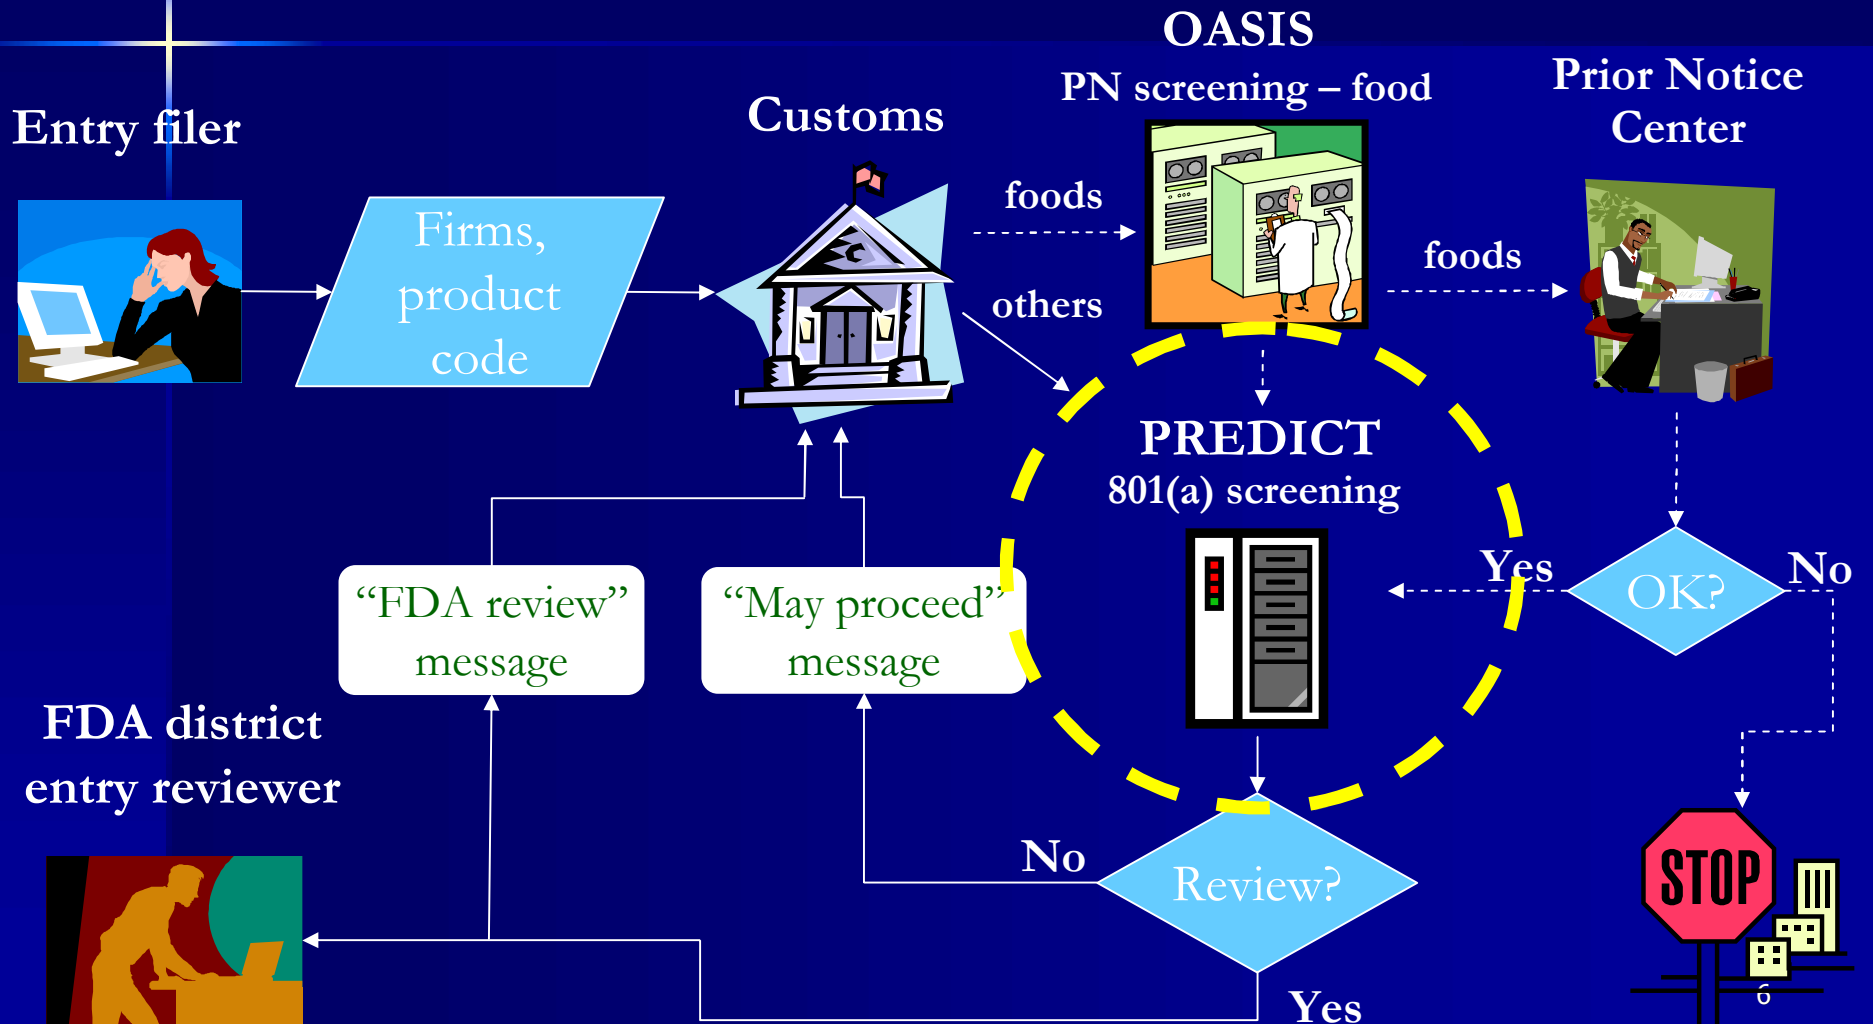 OASIS
PN screening – food
Prior Notice
Center
Customs
Entry filer
Firms,
product
code
foods
foods
others
PREDICT
801(a) screening
Yes
OK?
No
“FDA review”
message
“May proceed”
message
FDA district
entry reviewer
No
Review?
Yes
STOP
6